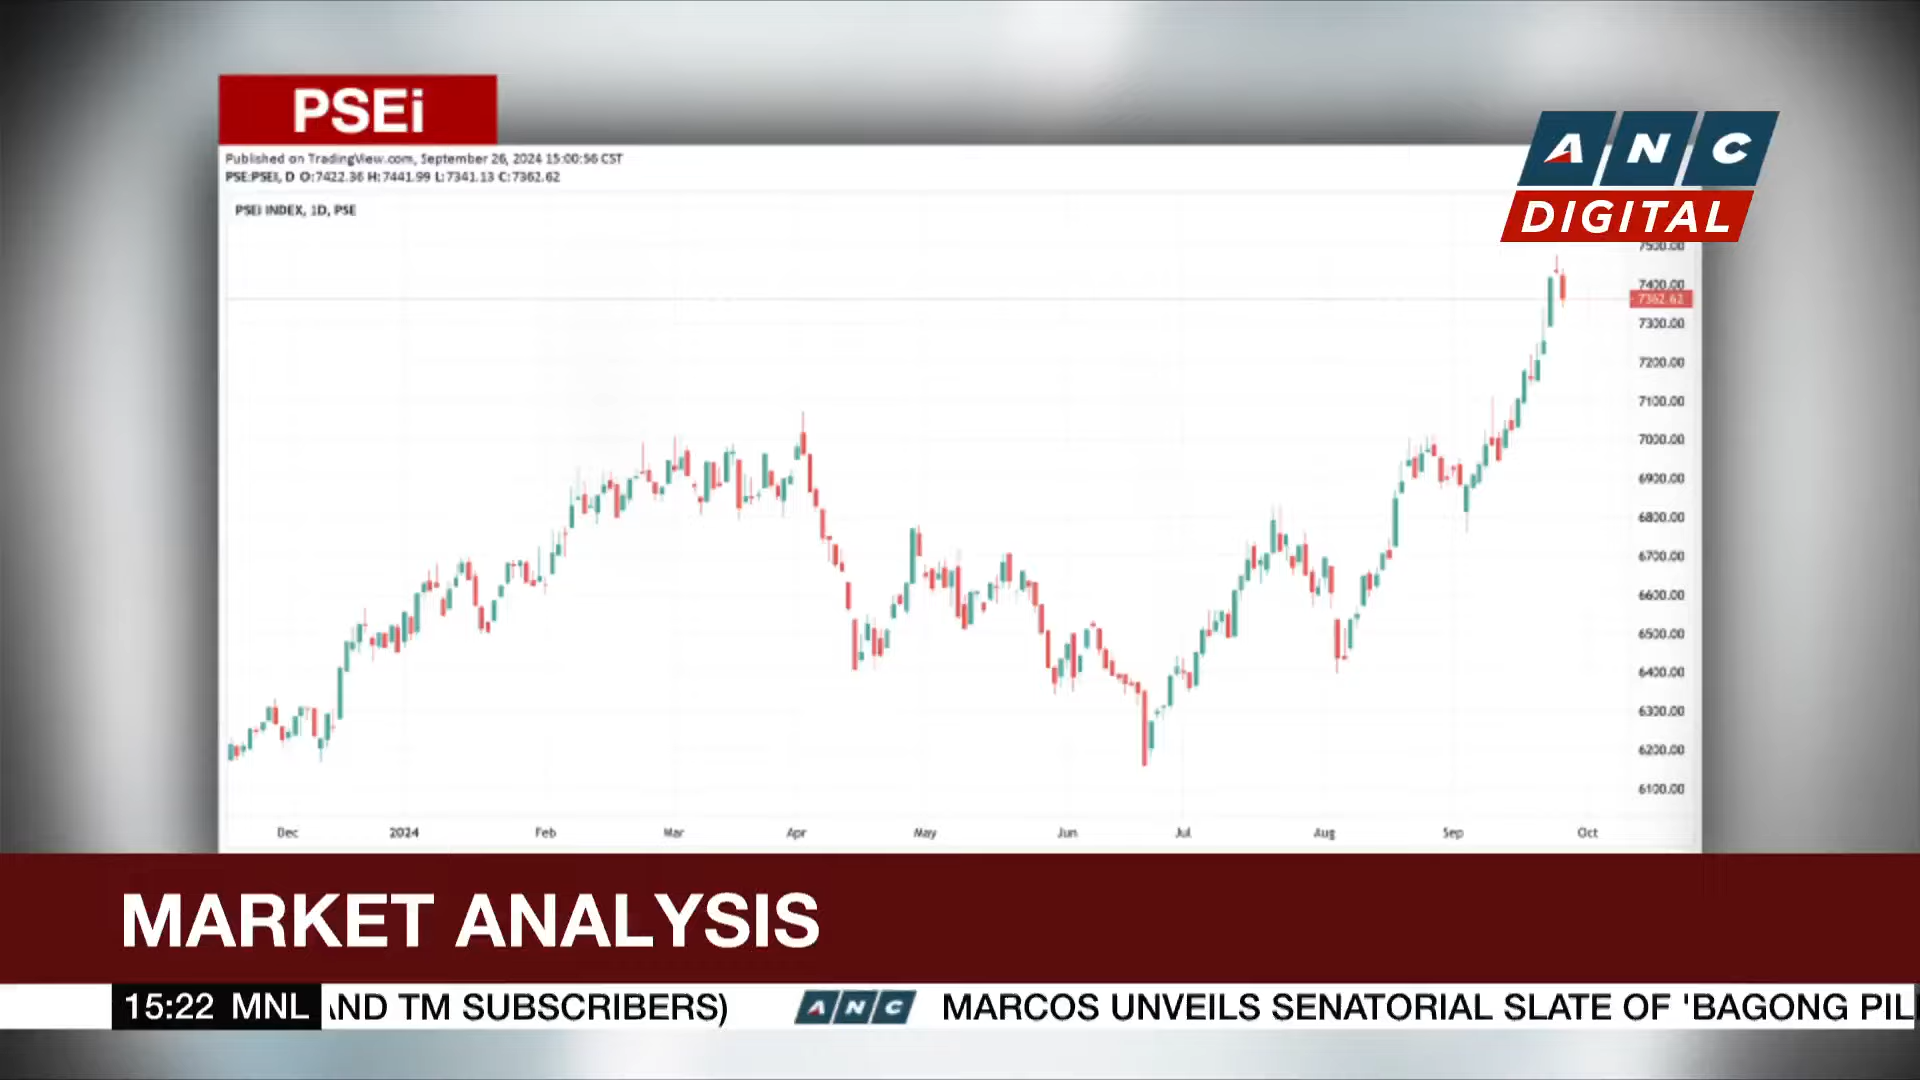 PSEi
ANC
DIGITAL
Published on TradingView.com, September 26, 2024 15:00:56 CST
PSE:PSEI, D O:7422.36 H:7441.99 L:7341.13 C:7362.62
PSEI INDEX, 1D, PSE
7500.00
7400.00
7362.62
7300.00
7200.00
7100.00
7000.00
6900.00
6800.00
6700.00
6600.00
6500.00
6400.00
6300.00
6200.00
6100.00
Dec 2024 Feb Mar Apr May Jun Jul Aug Sep Oct
MARKET ANALYSIS
15:22 MNL AND TM SUBSCRIBERS) ANC MARCOS UNVEILS SENATORIAL SLATE OF 'BAGONG PIL